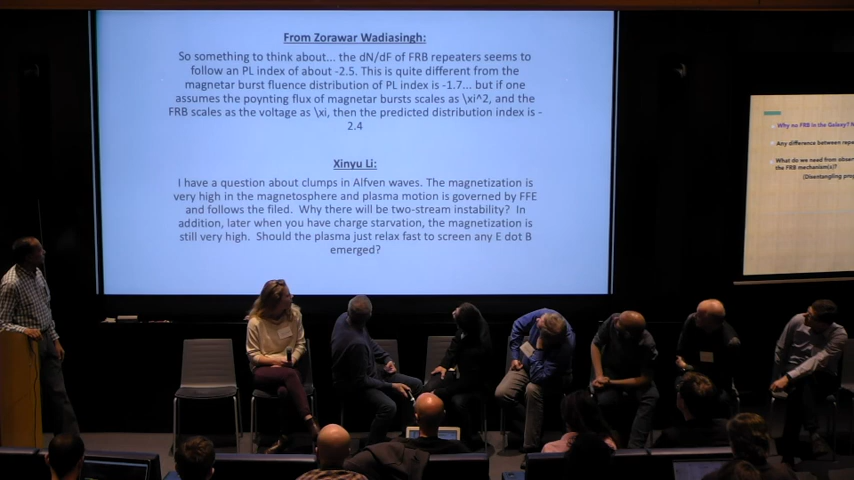 From Zorawar Wadiasingh:
So something to think about... the dN/dF of FRB repeaters seems to
follow an PL index of about -2.5. This is quite different from the
magnetar burst fluence distribution of PL index is -1.7... but if one
assumes the poynting flux of magnetar bursts scales as \xi^2, and the
FRB scales as the voltage as \xi, then the predicted distribution index is -
2.4
Xinyu Li:
I have a question about clumps in Alfven waves. The magnetization is
very high in the magnetosphere and plasma motion is governed by FFE
and follows the filed. Why there will be two-stream instability? In
addition, later when you have charge starvation, the magnetization is
still very high. Should the plasma just relax fast to screen any E dot B
emerged?
Why no FRB in the Galaxy?
Any difference between
What do we need from
the FRB mechanism(s)?
(Disentangling